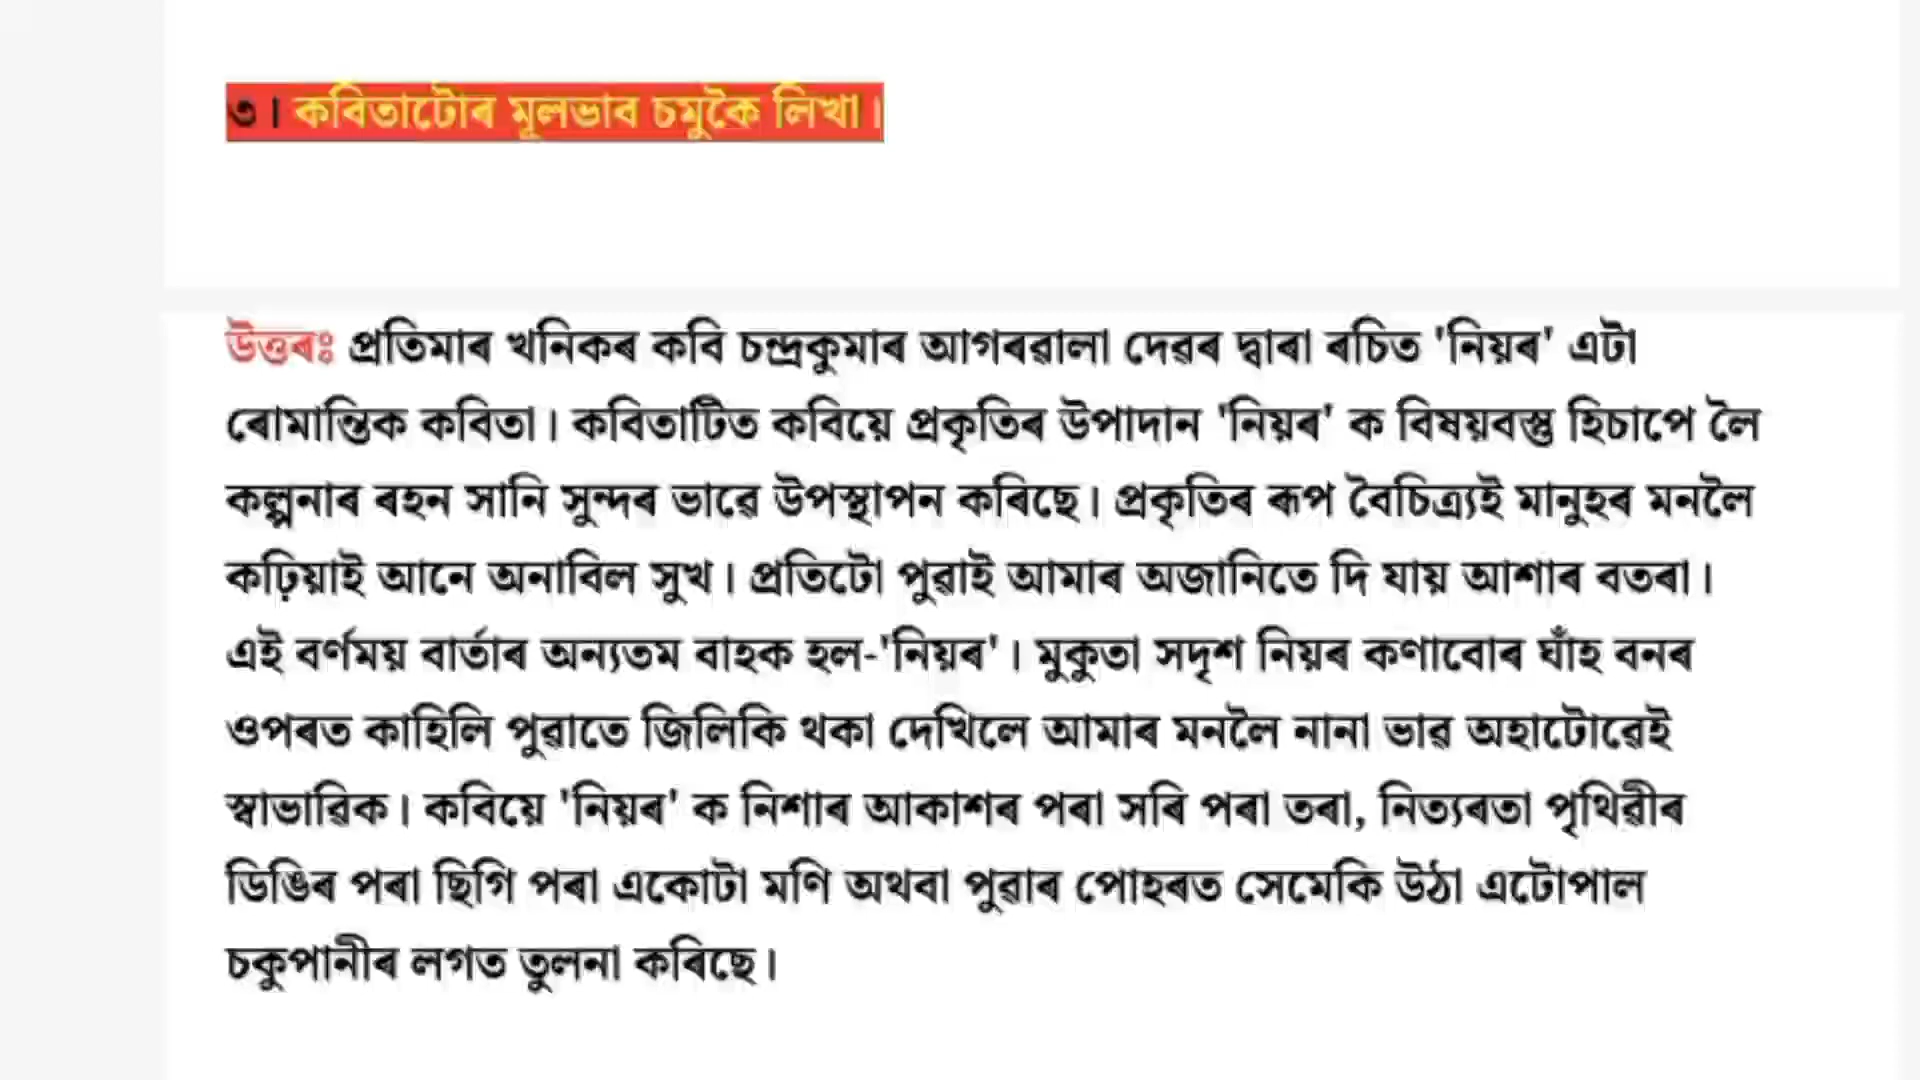 ৩। কবিতাটোৰ মূলভাব চমুকৈ লিখা।
উত্তৰঃ প্ৰতিমাৰ খনিকৰ কবি চন্দ্ৰকুমাৰ আগৰৱালা দেৱৰ দ্বাৰা ৰচিত 'নিয়ৰ' এটা
ৰোমান্তিক কবিতা। কবিতাটিত কবিয়ে প্ৰকৃতিৰ উপাদান 'নিয়ৰ' ক বিষয়বস্তু হিচাপে লৈ
কল্পনাৰ ৰহন সানি সুন্দৰ ভাৱে উপস্থাপন কৰিছে। প্ৰকৃতিৰ ৰূপ বৈচিত্ৰ্যই মানুহৰ মনলৈ
কঢ়িয়াই আনে অনাবিল সুখ। প্ৰতিটো পুৱাই আমাৰ অজানিতে দি যায় আশাৰ বতৰা।
এই বৰ্ণময় বাৰ্তাৰ অন্যতম বাহক হল-'নিয়ৰ'। মুকুতা সদৃশ নিয়ৰ কণাবোৰ ঘাঁহ বনৰ
ওপৰত কাহিলি পুৱাতে জিলিকি থকা দেখিলে আমাৰ মনলৈ নানা ভাৱ অহাটোৱেই
স্বাভাৱিক। কবিয়ে 'নিয়ৰ' ক নিশাৰ আকাশৰ পৰা সৰি পৰা তৰা, নিত্যৰতা পৃথিৱীৰ
ডিঙিৰ পৰা ছিগি পৰা একোটা মণি অথবা পুৱাৰ পোহৰত সেমেকি উঠা এটোপাল
চকুপানীৰ লগত তুলনা কৰিছে।